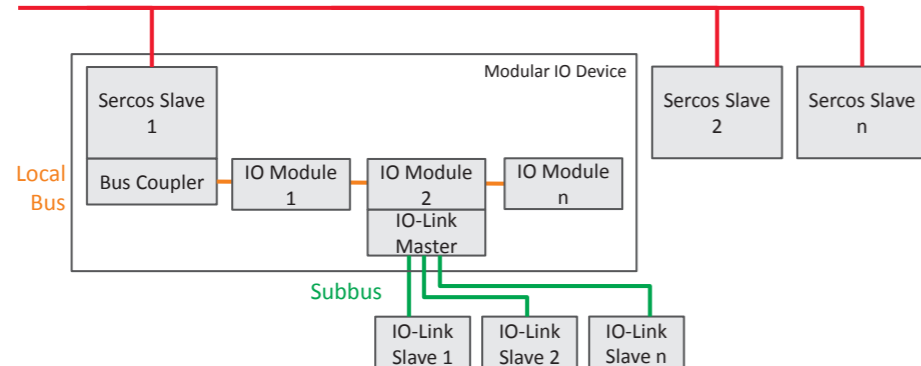 Modular IO Device
Sercos Slave
1
Sercos Slave
2
Sercos Slave
n
Local
Bus
Bus Coupler
IO Module
1
IO Module
2
IO Module
n
IO-Link
Master
Subbus
IO-Link
Slave 1
IO-Link
Slave 2
IO-Link
Slave n